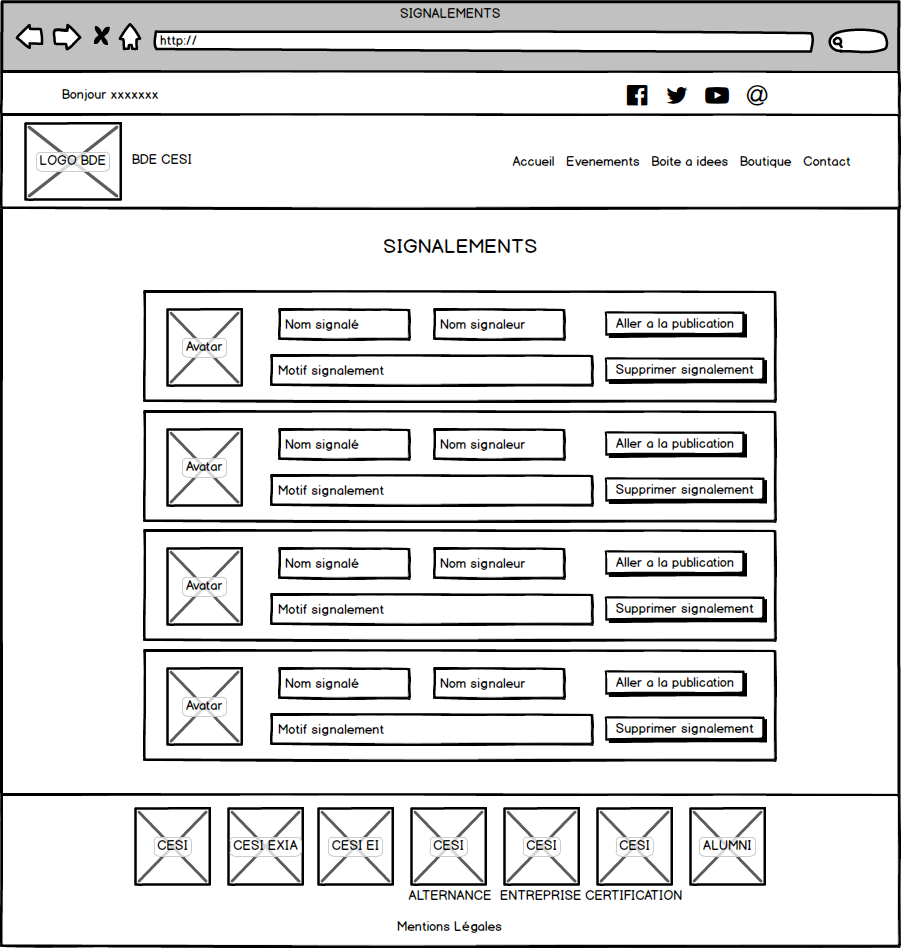 SIGNALEMENTS
http://
Bonjour xxxxxxx
LOGO BDE BDE CESI Accueil Evenements Boite a idees Boutique Contact
SIGNALEMENTS
Nom signalé Nom signaleur Aller a la publication
Avatar
Motif signalement Supprimer signalement
Nom signalé Nom signaleur Aller a la publication
Avatar
Motif signalement Supprimer signalement
Nom signalé Nom signaleur Aller a la publication
Avatar
Motif signalement Supprimer signalement
Nom signalé Nom signaleur Aller a la publication
Avatar
Motif signalement Supprimer signalement
CESI CESI EXIA CESI EI CESI CESI CESI ALUMNI
ALTERNANCE ENTREPRISE CERTIFICATION
Mentions Légales